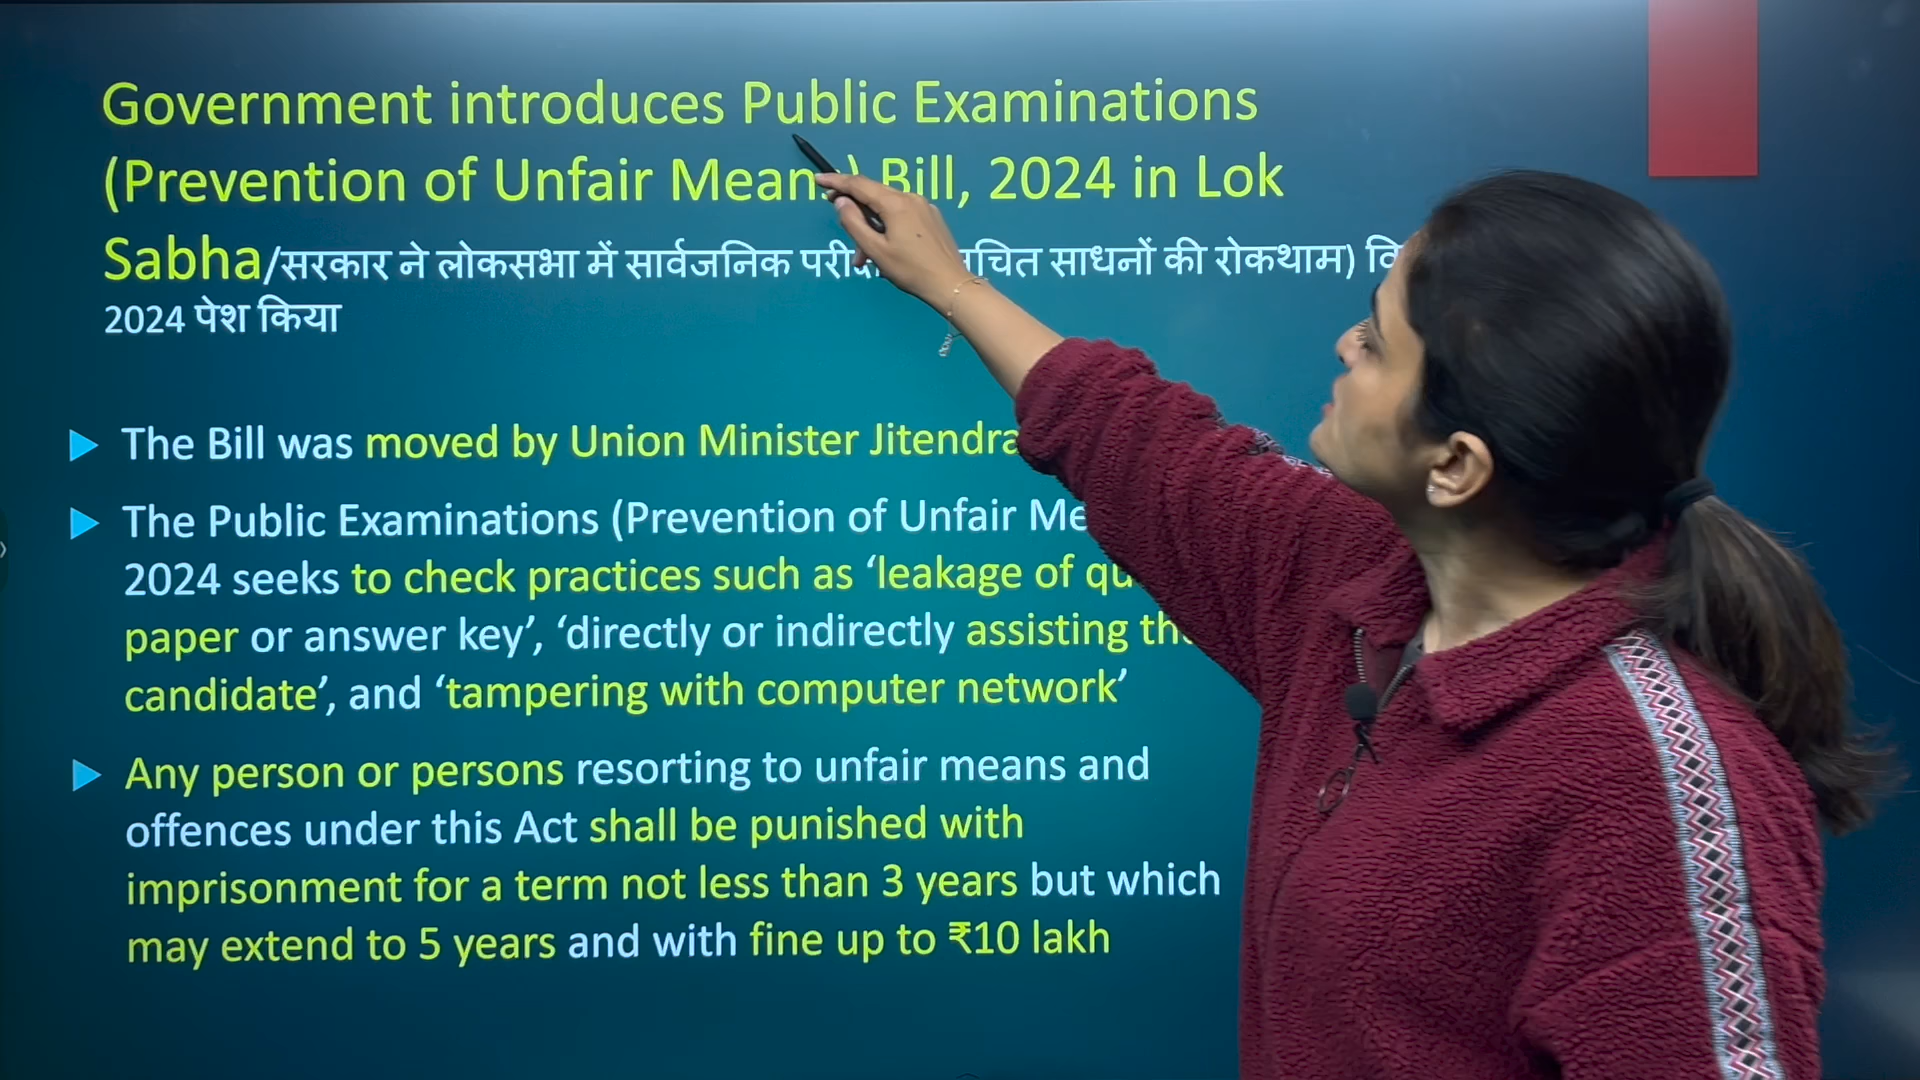 Government introduces Public Examinations
(Prevention of Unfair Means) Bill, 2024 in Lok
Sabha/सरकार ने लोकसभा में सार्वजनिक साधनों की रोकथाम)
2024 पेश किया
The Bill was moved by Union Minister Jitendra
The Public Examinations (Prevention of Unfair
2024 seeks to check practices such as ‘leakage of
paper or answer key’, ‘directly or indirectly assisting
candidate’, and ‘tampering with computer network’
Any person or persons resorting to unfair means and
offences under this Act shall be punished with
imprisonment for a term not less than 3 years but which
may extend to 5 years and with fine up to ₹10 lakh